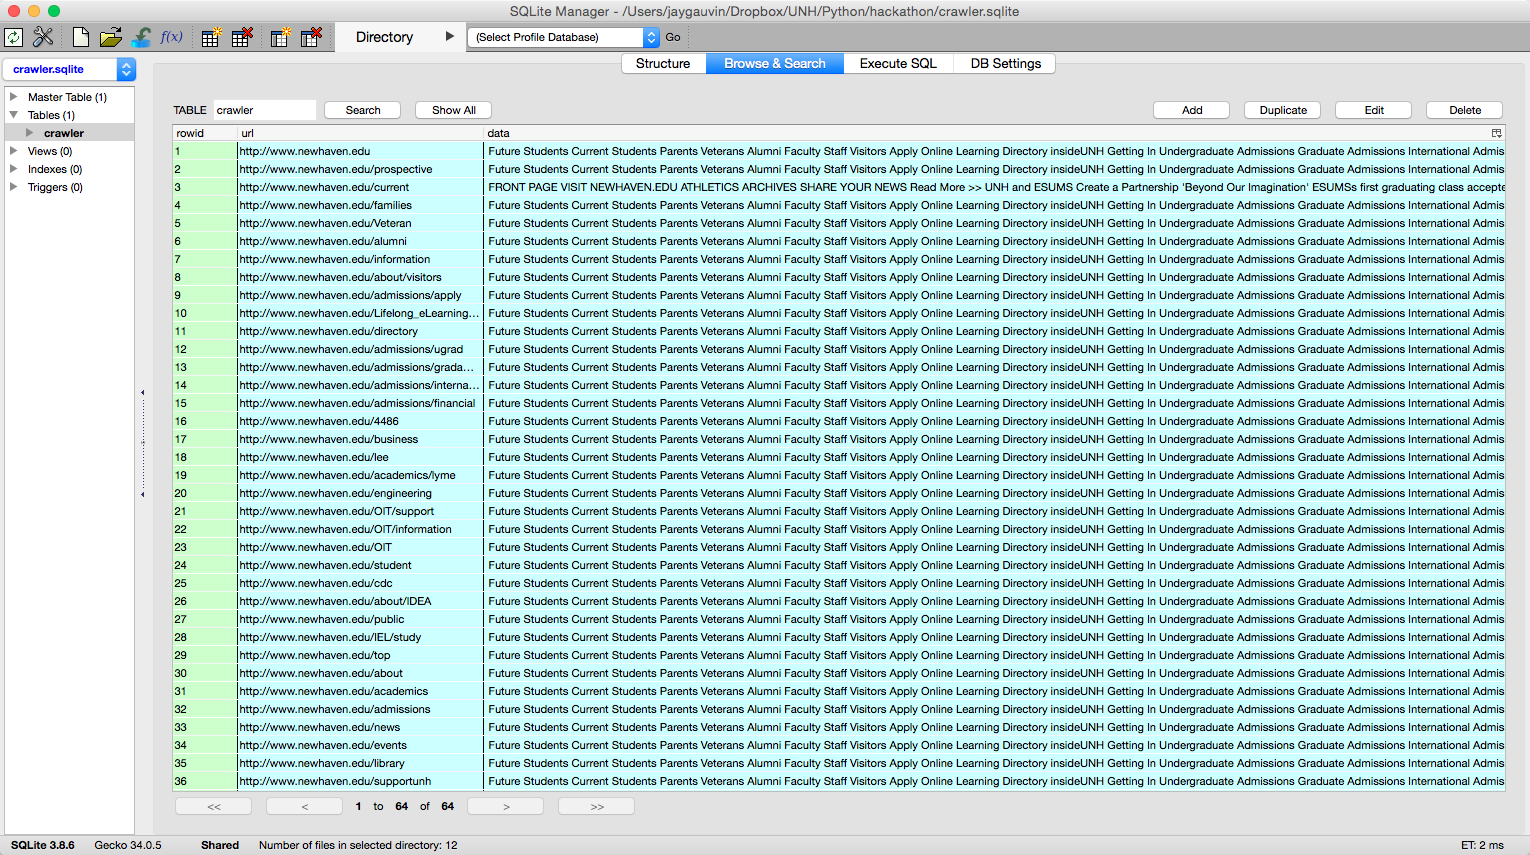 SQLite Manager - /Users/jaygauvin/Dropbox/UNH/Python/hackathon/crawler.sqlite
f(x) Directory (Select Profile Database) Go
crawler.sqlite
Structure Browse & Search Execute SQL DB Settings
Master Table (1)
Tables (1)
crawler
Views (0)
Indexes (0)
Triggers (0)
TABLE crawler Search Show All Add Duplicate Edit Delete
rowid url data
1 http://www.newhaven.edu Future Students Current Students Parents Veterans Alumni Faculty Staff Visitors Apply Online Learning Directory insideUNH Getting In Undergraduate Admissions Graduate Admissions International Admis
2 http://www.newhaven.edu/prospective Future Students Current Students Parents Veterans Alumni Faculty Staff Visitors Apply Online Learning Directory insideUNH Getting In Undergraduate Admissions Graduate Admissions International Admis
3 http://www.newhaven.edu/current FRONT PAGE VISIT NEWHAVEN.EDU ATHLETICS ARCHIVES SHARE YOUR NEWS Read More >> UNH and ESUMS Create a Partnership 'Beyond Our Imagination' ESUMSs first graduating class accepte
4 http://www.newhaven.edu/families Future Students Current Students Parents Veterans Alumni Faculty Staff Visitors Apply Online Learning Directory insideUNH Getting In Undergraduate Admissions Graduate Admissions International Admis
5 http://www.newhaven.edu/Veteran Future Students Current Students Parents Veterans Alumni Faculty Staff Visitors Apply Online Learning Directory insideUNH Getting In Undergraduate Admissions Graduate Admissions International Admis
6 http://www.newhaven.edu/alumni Future Students Current Students Parents Veterans Alumni Faculty Staff Visitors Apply Online Learning Directory insideUNH Getting In Undergraduate Admissions Graduate Admissions International Admis
7 http://www.newhaven.edu/information Future Students Current Students Parents Veterans Alumni Faculty Staff Visitors Apply Online Learning Directory insideUNH Getting In Undergraduate Admissions Graduate Admissions International Admis
8 http://www.newhaven.edu/about/visitors Future Students Current Students Parents Veterans Alumni Faculty Staff Visitors Apply Online Learning Directory insideUNH Getting In Undergraduate Admissions Graduate Admissions International Admis
9 http://www.newhaven.edu/admissions/apply Future Students Current Students Parents Veterans Alumni Faculty Staff Visitors Apply Online Learning Directory insideUNH Getting In Undergraduate Admissions Graduate Admissions International Admis
10 http://www.newhaven.edu/Lifelong_eLearning... Future Students Current Students Parents Veterans Alumni Faculty Staff Visitors Apply Online Learning Directory insideUNH Getting In Undergraduate Admissions Graduate Admissions International Admis
11 http://www.newhaven.edu/directory Future Students Current Students Parents Veterans Alumni Faculty Staff Visitors Apply Online Learning Directory insideUNH Getting In Undergraduate Admissions Graduate Admissions International Admis
12 http://www.newhaven.edu/admissions/ugrad Future Students Current Students Parents Veterans Alumni Faculty Staff Visitors Apply Online Learning Directory insideUNH Getting In Undergraduate Admissions Graduate Admissions International Admis
13 http://www.newhaven.edu/admissions/grada... Future Students Current Students Parents Veterans Alumni Faculty Staff Visitors Apply Online Learning Directory insideUNH Getting In Undergraduate Admissions Graduate Admissions International Admis
14 http://www.newhaven.edu/admissions/interna... Future Students Current Students Parents Veterans Alumni Faculty Staff Visitors Apply Online Learning Directory insideUNH Getting In Undergraduate Admissions Graduate Admissions International Admis
15 http://www.newhaven.edu/admissions/financial Future Students Current Students Parents Veterans Alumni Faculty Staff Visitors Apply Online Learning Directory insideUNH Getting In Undergraduate Admissions Graduate Admissions International Admis
16 http://www.newhaven.edu/4486 Future Students Current Students Parents Veterans Alumni Faculty Staff Visitors Apply Online Learning Directory insideUNH Getting In Undergraduate Admissions Graduate Admissions International Admis
17 http://www.newhaven.edu/business Future Students Current Students Parents Veterans Alumni Faculty Staff Visitors Apply Online Learning Directory insideUNH Getting In Undergraduate Admissions Graduate Admissions International Admis
18 http://www.newhaven.edu/lee Future Students Current Students Parents Veterans Alumni Faculty Staff Visitors Apply Online Learning Directory insideUNH Getting In Undergraduate Admissions Graduate Admissions International Admis
19 http://www.newhaven.edu/academics/lyme Future Students Current Students Parents Veterans Alumni Faculty Staff Visitors Apply Online Learning Directory insideUNH Getting In Undergraduate Admissions Graduate Admissions International Admis
20 http://www.newhaven.edu/engineering Future Students Current Students Parents Veterans Alumni Faculty Staff Visitors Apply Online Learning Directory insideUNH Getting In Undergraduate Admissions Graduate Admissions International Admis
21 http://www.newhaven.edu/OIT/support Future Students Current Students Parents Veterans Alumni Faculty Staff Visitors Apply Online Learning Directory insideUNH Getting In Undergraduate Admissions Graduate Admissions International Admis
22 http://www.newhaven.edu/OIT/information Future Students Current Students Parents Veterans Alumni Faculty Staff Visitors Apply Online Learning Directory insideUNH Getting In Undergraduate Admissions Graduate Admissions International Admis
23 http://www.newhaven.edu/OIT Future Students Current Students Parents Veterans Alumni Faculty Staff Visitors Apply Online Learning Directory insideUNH Getting In Undergraduate Admissions Graduate Admissions International Admis
24 http://www.newhaven.edu/student Future Students Current Students Parents Veterans Alumni Faculty Staff Visitors Apply Online Learning Directory insideUNH Getting In Undergraduate Admissions Graduate Admissions International Admis
25 http://www.newhaven.edu/cdc Future Students Current Students Parents Veterans Alumni Faculty Staff Visitors Apply Online Learning Directory insideUNH Getting In Undergraduate Admissions Graduate Admissions International Admis
26 http://www.newhaven.edu/about/IDEA Future Students Current Students Parents Veterans Alumni Faculty Staff Visitors Apply Online Learning Directory insideUNH Getting In Undergraduate Admissions Graduate Admissions International Admis
27 http://www.newhaven.edu/public Future Students Current Students Parents Veterans Alumni Faculty Staff Visitors Apply Online Learning Directory insideUNH Getting In Undergraduate Admissions Graduate Admissions International Admis
28 http://www.newhaven.edu/IEL/study Future Students Current Students Parents Veterans Alumni Faculty Staff Visitors Apply Online Learning Directory insideUNH Getting In Undergraduate Admissions Graduate Admissions International Admis
29 http://www.newhaven.edu/top Future Students Current Students Parents Veterans Alumni Faculty Staff Visitors Apply Online Learning Directory insideUNH Getting In Undergraduate Admissions Graduate Admissions International Admis
30 http://www.newhaven.edu/about Future Students Current Students Parents Veterans Alumni Faculty Staff Visitors Apply Online Learning Directory insideUNH Getting In Undergraduate Admissions Graduate Admissions International Admis
31 http://www.newhaven.edu/academics Future Students Current Students Parents Veterans Alumni Faculty Staff Visitors Apply Online Learning Directory insideUNH Getting In Undergraduate Admissions Graduate Admissions International Admis
32 http://www.newhaven.edu/admissions Future Students Current Students Parents Veterans Alumni Faculty Staff Visitors Apply Online Learning Directory insideUNH Getting In Undergraduate Admissions Graduate Admissions International Admis
33 http://www.newhaven.edu/news Future Students Current Students Parents Veterans Alumni Faculty Staff Visitors Apply Online Learning Directory insideUNH Getting In Undergraduate Admissions Graduate Admissions International Admis
34 http://www.newhaven.edu/events Future Students Current Students Parents Veterans Alumni Faculty Staff Visitors Apply Online Learning Directory insideUNH Getting In Undergraduate Admissions Graduate Admissions International Admis
35 http://www.newhaven.edu/library Future Students Current Students Parents Veterans Alumni Faculty Staff Visitors Apply Online Learning Directory insideUNH Getting In Undergraduate Admissions Graduate Admissions International Admis
36 http://www.newhaven.edu/supportunh Future Students Current Students Parents Veterans Alumni Faculty Staff Visitors Apply Online Learning Directory insideUNH Getting In Undergraduate Admissions Graduate Admissions International Admis
<< < 1 to 64 of 64 > >>
SQLite 3.8.6 Gecko 34.0.5 Shared Number of files in selected directory: 12 ET: 2 ms